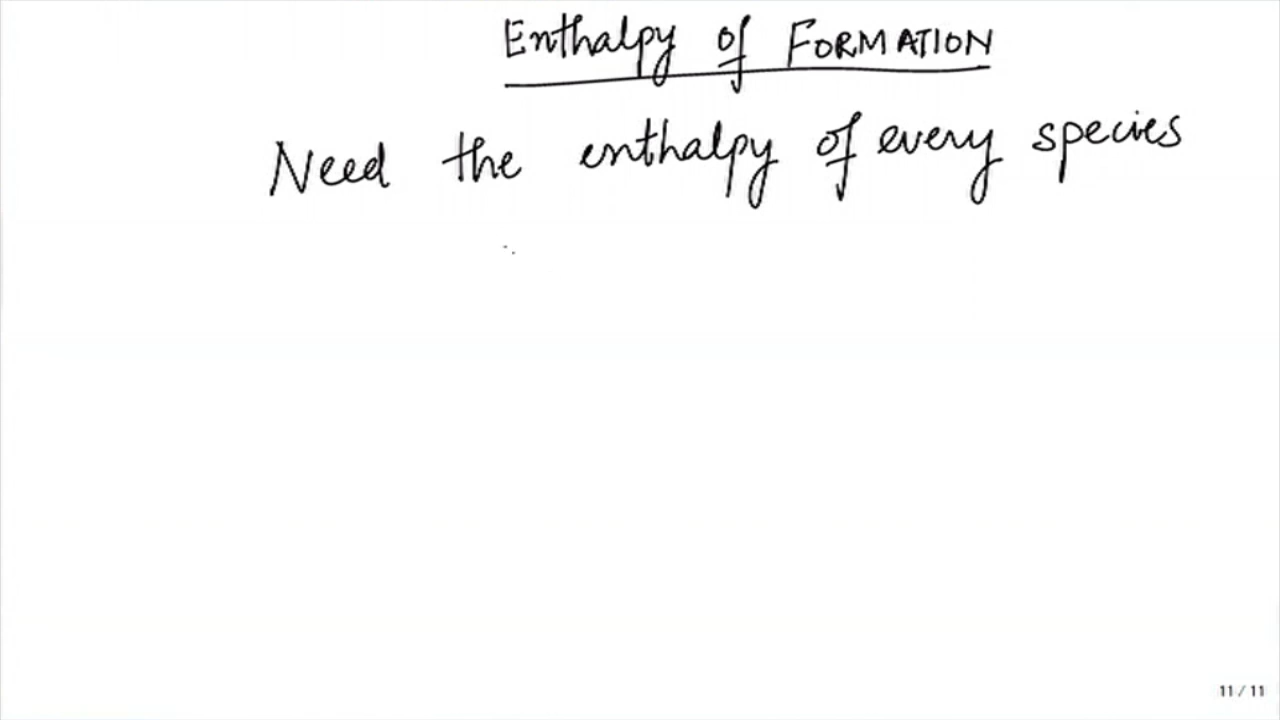 Enthalpy of FORMATION
Need the enthalpy of every species
11 / 11